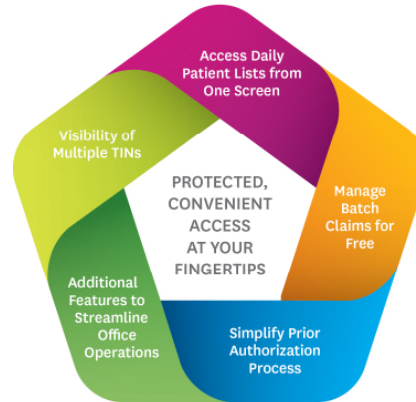 Access Daily
Patient Lists from
One Screen
Visibility of
Multiple TINs
PROTECTED,
CONVENIENT
ACCESS
AT YOUR
FINGERTIPS
Manage
Batch
Claims for
Free
Additional
Features to
Streamline
Office
Operations
Simplify Prior
Authorization
Process